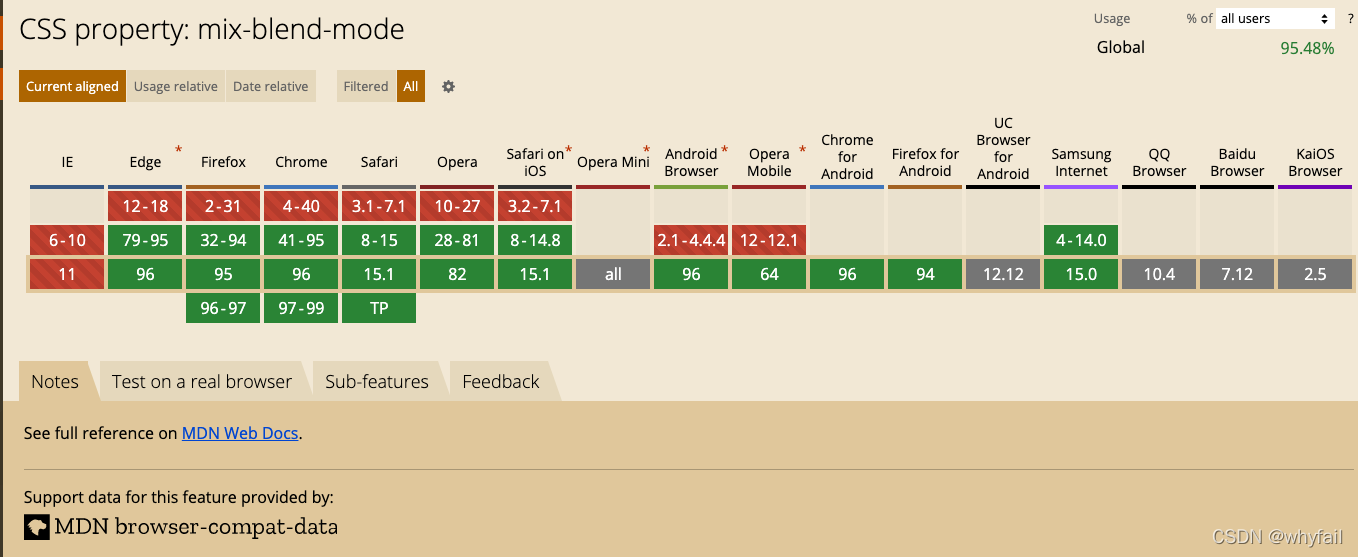 CSS property: mix-blend-mode
Usage % of all users ?
Global 95.48%
Current aligned Usage relative Date relative Filtered All
IE Edge * Firefox Chrome Safari Opera Safari on iOS * Opera Mini * Android Browser * Opera Mobile * Chrome for Android Firefox for Android UC Browser for Android Samsung Internet QQ Browser Baidu Browser KaiOS Browser
12-18 2-31 4-40 3.1-7.1 10-27 3.2-7.1
6-10 79-95 32-94 41-95 8-15 28-81 8-14.8 2.1-4.4.4 12-12.1 4-14.0
11 96 95 96 15.1 82 15.1 all 96 64 96 94 12.12 15.0 10.4 7.12 2.5
96-97 97-99 TP
Notes Test on a real browser Sub-features Feedback
See full reference on MDN Web Docs.
Support data for this feature provided by:
MDN browser-compat-data
CSDN @whyfail